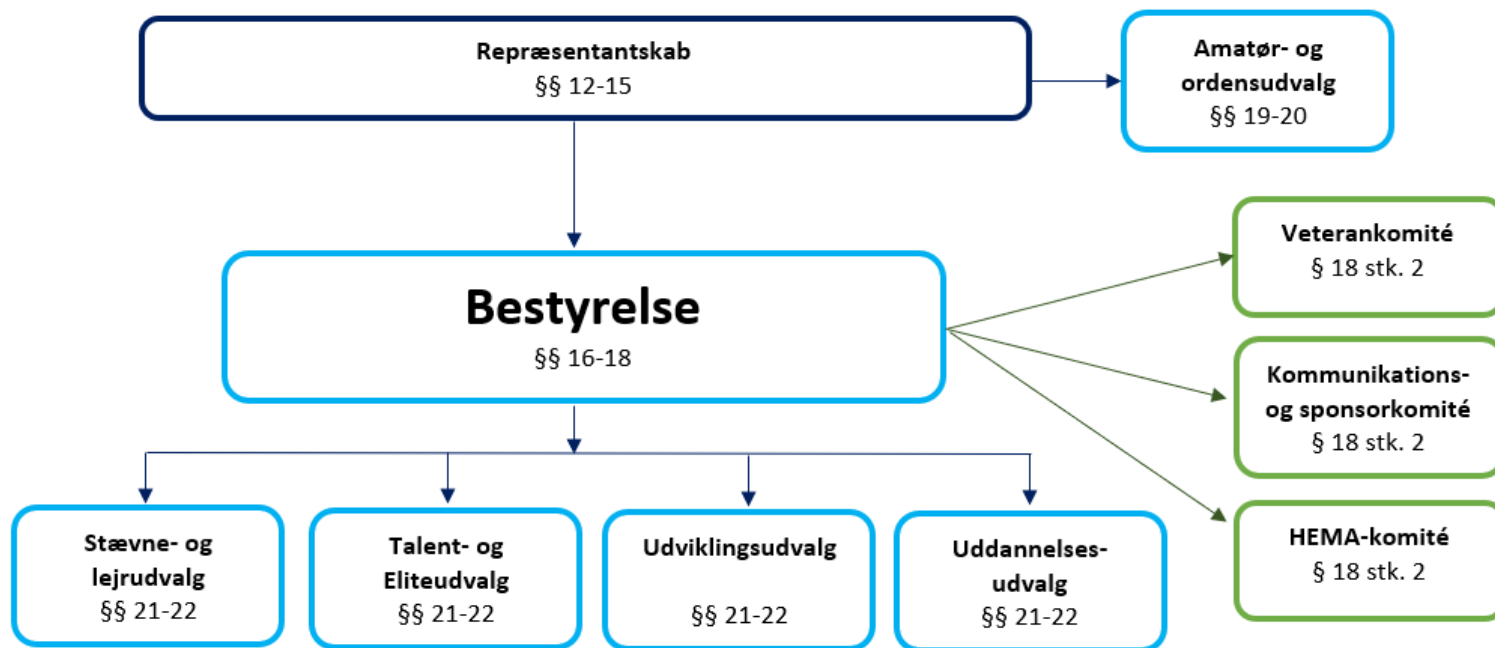 Repræsentantskab
§§ 12-15
Amatør- og
ordensudvalg
§§ 19-20
Bestyrelse
§§ 16-18
Veterankomité
§ 18 stk. 2
Kommunikations-
og sponsorkomité
§ 18 stk. 2
HEMA-komité
§ 18 stk. 2
Stævne- og
lejrudvalg
§§ 21-22
Talent- og
Eliteudvalg
§§ 21-22
Udviklingsudvalg
§§ 21-22
Uddannelses-
udvalg
§§ 21-22